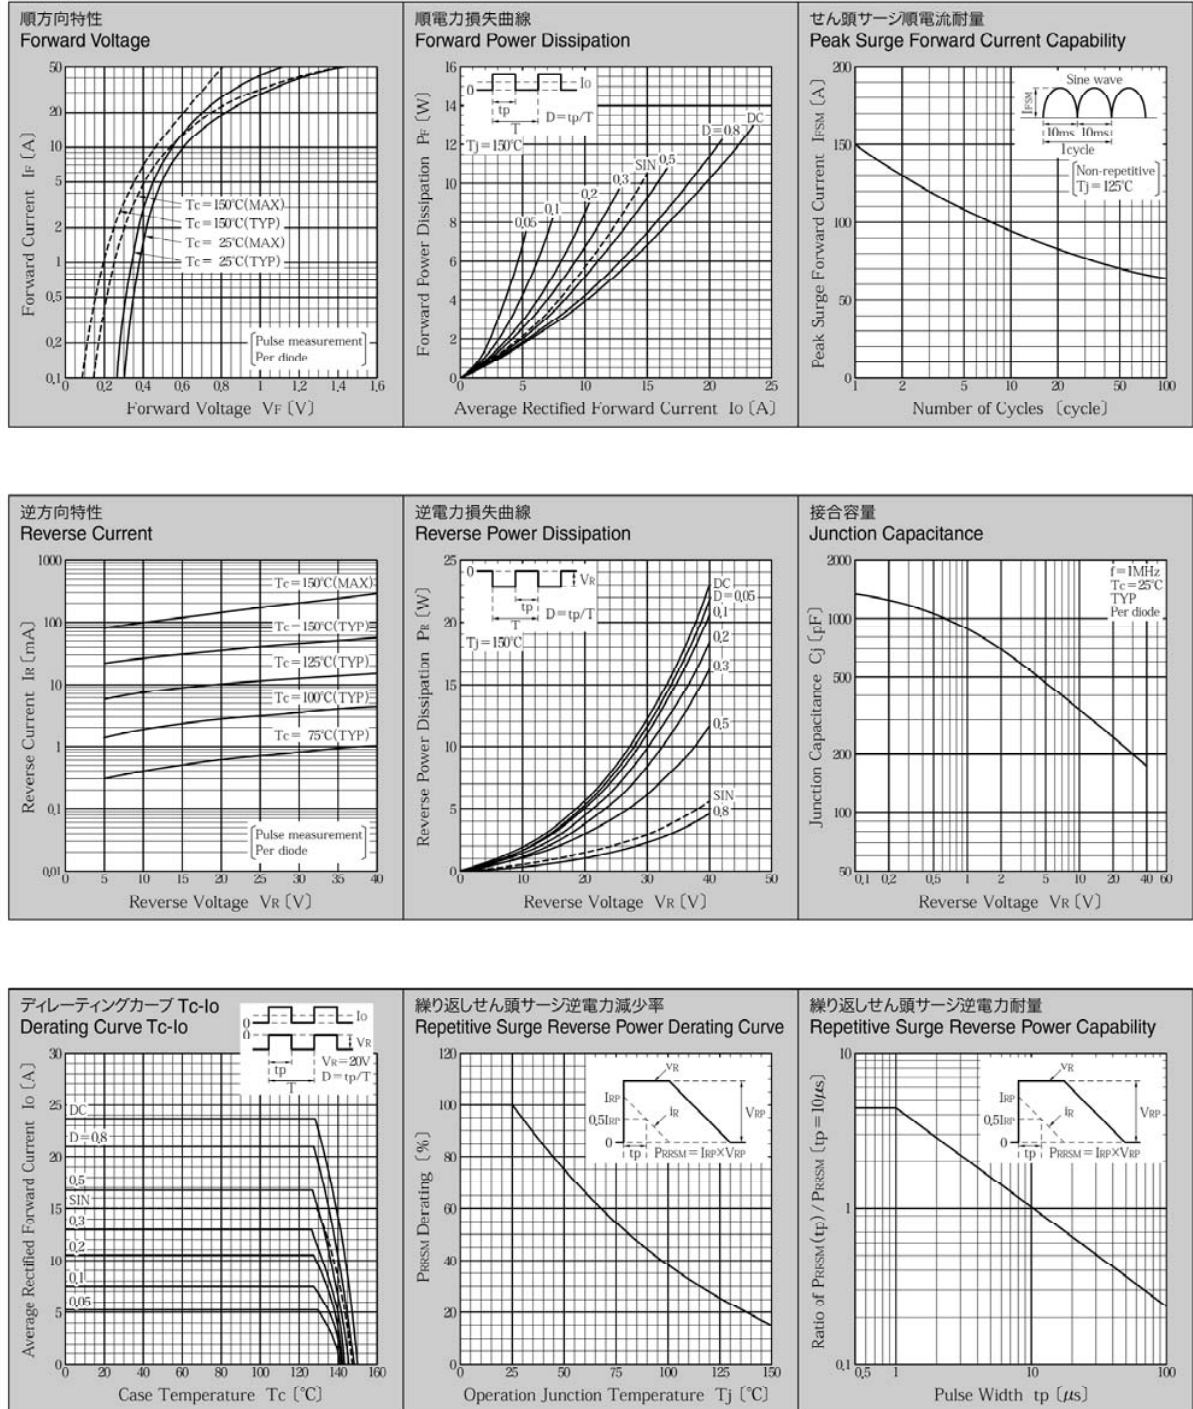 順方向特性
Forward Voltage
50
20
10
5
2
1
0.5
0.2
0.1
Forward Current IF〔A〕
Tc=150℃(MAX)
Tc=150℃(TYP)
Tc= 25℃(MAX)
Tc= 25℃(TYP)
Pulse measurement
Per diode
0 0.2 0.4 0.6 0.8 1 1.2 1.4 1.6
Forward Voltage VF〔V〕
順電力損失曲線
Forward Power Dissipation
16
14
12
10
8
6
4
2
0
Forward Power Dissipation PF〔W〕
0
Io
tp
T
D=tp/T
Tj=150℃
DC
D=0.8
SIN
0.5
0.3
0.2
0.1
0.05
0 5 10 15 20 25
Average Rectified Forward Current Io〔A〕
せん頭サージ順電流耐量
Peak Surge Forward Current Capability
200
150
100
50
0
Peak Surge Forward Current IFSM〔A〕
Sine wave
IFSM
10ms 10ms
1cycle
Non-repetitive
Tj=125℃
1 2 5 10 20 50 100
Number of Cycles〔cycle〕
逆方向特性
Reverse Current
1000
100
10
1
0.1
0.01
Reverse Current IR〔mA〕
Tc=150℃(MAX)
Tc=150℃(TYP)
Tc=125℃(TYP)
Tc=100℃(TYP)
Tc= 75℃(TYP)
Pulse measurement
Per diode
0 5 10 15 20 25 30 35 40
Reverse Voltage VR〔V〕
逆電力損失曲線
Reverse Power Dissipation
25
20
15
10
5
0
Reverse Power Dissipation PR〔W〕
0
VR
tp
T
D=tp/T
Tj=150℃
DC
D=0.05
0.1
0.2
0.3
0.5
SIN
0.8
0 10 20 30 40 50
Reverse Voltage VR〔V〕
接合容量
Junction Capacitance
2000
1000
500
200
100
50
Junction Capacitance Cj〔pF〕
f=1MHz
Tc=25℃
TYP
Per diode
0.1 0.2 0.5 1 2 5 10 20 40 60
Reverse Voltage VR〔V〕
ディレーティングカーブ Tc-Io
Derating Curve Tc-Io
30
25
20
15
10
5
0
Average Rectified Forward Current Io〔A〕
0
Io
0
VR
tp
T
VR=20V
D=tp/T
DC
D=0.8
0.5
SIN
0.3
0.2
0.1
0.05
0 20 40 60 80 100 120 140 160
Case Temperature Tc〔℃〕
繰り返しせん頭サージ逆電力減少率
Repetitive Surge Reverse Power Derating Curve
120
100
80
60
40
20
0
PRRSM Derating〔%〕
VR
IRP
0.5IRP
IR
VRP
0
tp
PRRSM=IRP×VRP
0 25 50 75 100 125 150
Operation Junction Temperature Tj〔℃〕
繰り返しせん頭サージ逆電力耐量
Repetitive Surge Reverse Power Capability
10
1
0.1
Ratio of PRRSM(tp) / PRRSM〔tp=10μs〕
VR
IRP
0.5IRP
IR
VRP
0
tp
PRRSM=IRP×VRP
0.5 1 10 100
Pulse Width tp〔μs〕